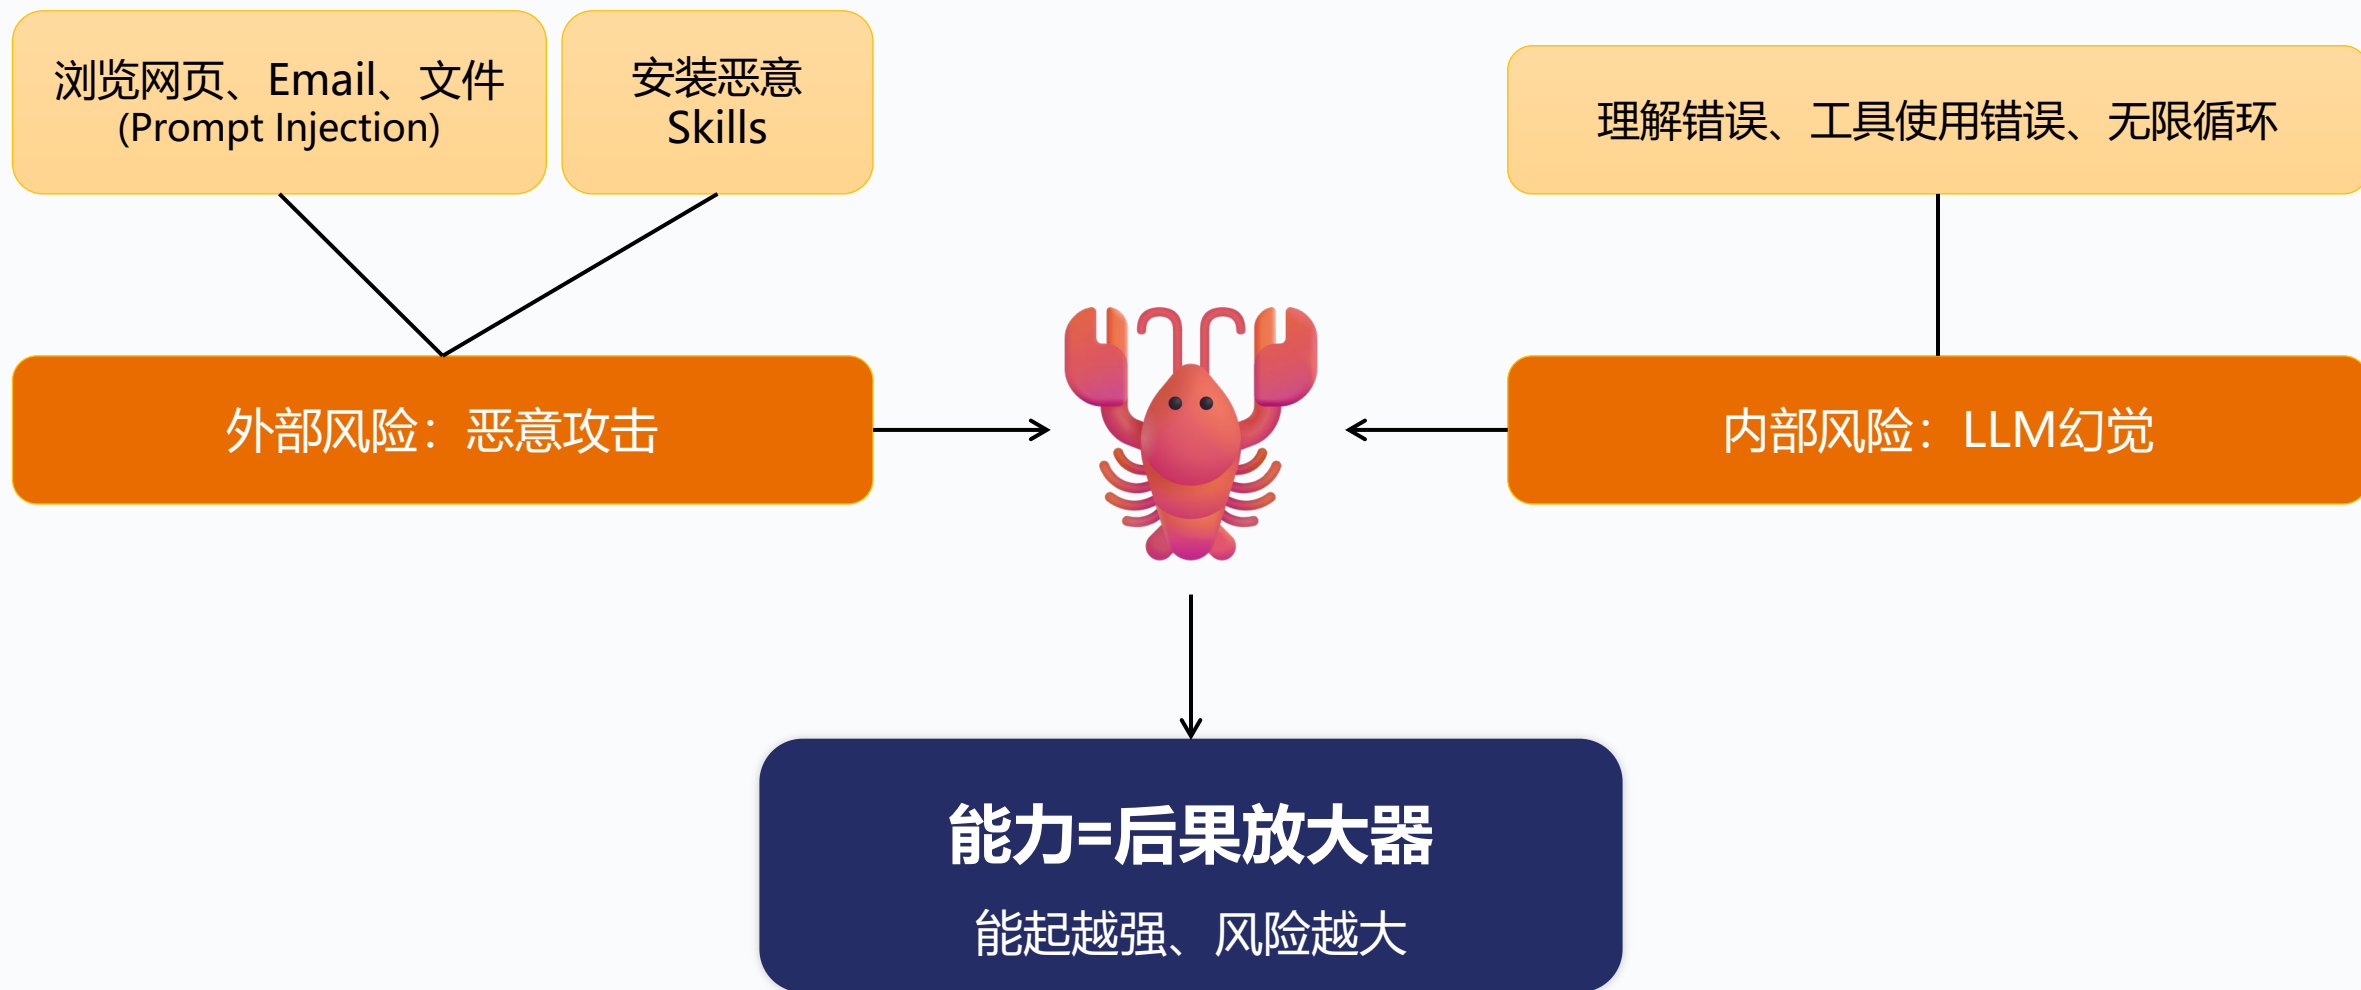 浏览网页、Email、文件
(Prompt Injection)
安装恶意
Skills
理解错误、工具使用错误、无限循环
外部风险：恶意攻击
内部风险：LLM幻觉
能力=后果放大器
能起越强、风险越大